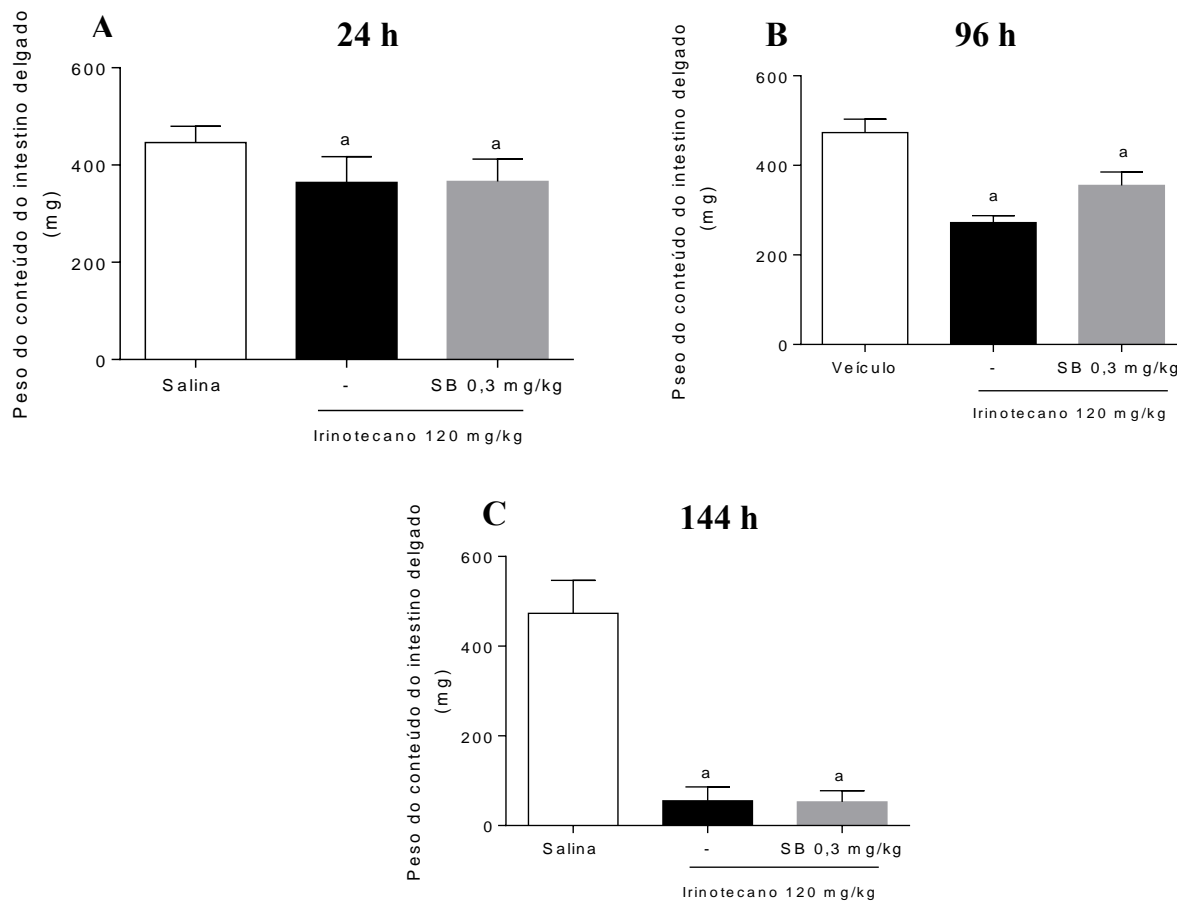 A
24 h
Peso do conteúdo do intestino delgado
(mg)
600
400
200
0
a
a
Salina
-
SB 0,3 mg/kg
Irinotecano 120 mg/kg
B
96 h
Pseo do conteúdo do intestino delgado
(mg)
600
400
200
0
a
a
Veículo
-
SB 0,3 mg/kg
Irinotecano 120 mg/kg
C
144 h
Peso do conteúdo do intestino delgado
(mg)
600
400
200
0
a
a
Salina
-
SB 0,3 mg/kg
Irinotecano 120 mg/kg